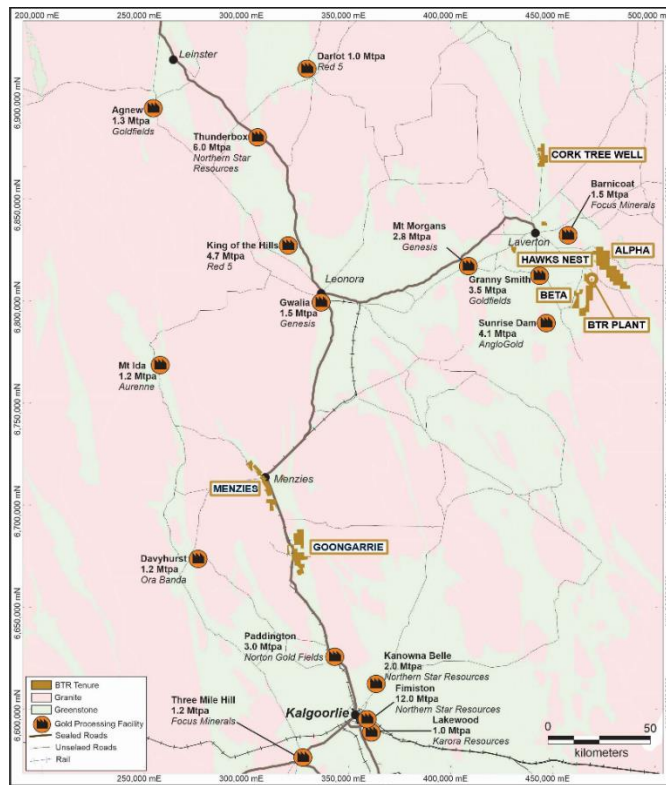 200,000 mE
250,000 mE
300,000 mE
350,000 mE
400,000 mE
450,000 mE
500,000 mE
6,900,000 mN
6,850,000 mN
6,800,000 mN
6,750,000 mN
6,700,000 mN
6,650,000 mN
6,600,000 mN
Leinster
Darlot 1.0 Mtpa
Red 5
Agnew
1.3 Mtpa
Goldfields
Thunderbox
6.0 Mtpa
Northern Star
Resources
CORK TREE WELL
Barnicoat
1.5 Mtpa
Focus Minerals
King of the Hills
4.7 Mtpa
Red 5
Mt Morgans
2.8 Mtpa
Genesis
Laverton
HAWKS NEST
ALPHA
Leonora
Granny Smith
3.5 Mtpa
Goldfields
Gwalia
1.5 Mtpa
Genesis
BETA
BTR PLANT
Sunrise Dam
4.1 Mtpa
AngloGold
Mt Ida
1.2 Mtpa
Aurenne
Menzies
MENZIES
GOONGARRIE
Davyhurst
1.2 Mtpa
Ora Banda
Paddington
3.0 Mtpa
Norton Gold Fields
Kanowna Belle
2.0 Mtpa
Northern Star Resources
Fimiston
12.0 Mtpa
Northern Star Resources
Three Mile Hill
1.2 Mtpa
Focus Minerals
Kalgoorlie
Lakewood
1.0 Mtpa
Karora Resources
BTR Tenure
Granite
Greenstone
Gold Processing Facility
Sealed Roads
Unselaed Roads
Rail
0
50
kilometers
250,000 mE
300,000 mE
350,000 mE
400,000 mE
450,000 mE